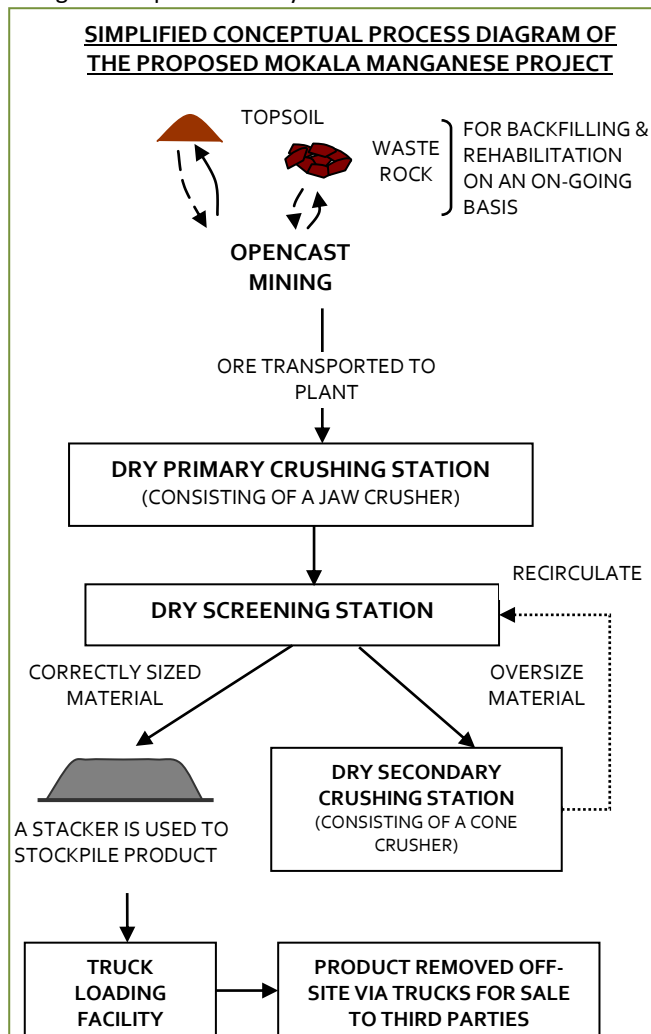 SIMPLIFIED CONCEPTUAL PROCESS DIAGRAM OF
THE PROPOSED MOKALA MANGANESE PROJECT
TOPSOIL
WASTE
ROCK
FOR BACKFILLING &
REHABILITATION
ON AN ON-GOING
BASIS
OPENCAST
MINING
ORE TRANSPORTED TO
PLANT
DRY PRIMARY CRUSHING STATION
(CONSISTING OF A JAW CRUSHER)
RECIRCULATE
DRY SCREENING STATION
CORRECTLY SIZED
MATERIAL
OVERSIZE
MATERIAL
DRY SECONDARY
CRUSHING STATION
(CONSISTING OF A CONE
CRUSHER)
A STACKER IS USED TO
STOCKPILE PRODUCT
TRUCK
LOADING
FACILITY
PRODUCT REMOVED OFF-
SITE VIA TRUCKS FOR SALE
TO THIRD PARTIES